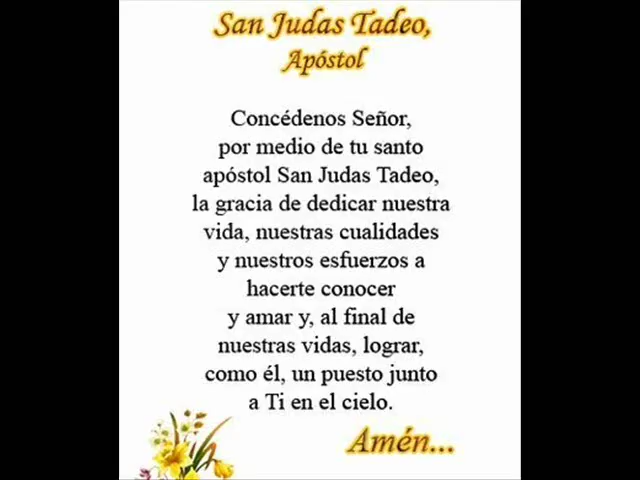 San Judas Tadeo,
Apóstol
Concédenos Señor,
por medio de tu santo
apóstol San Judas Tadeo,
la gracia de dedicar nuestra
vida, nuestras cualidades
y nuestros esfuerzos a
hacerte conocer
y amar y, al final de
nuestras vidas, lograr,
como él, un puesto junto
a Ti en el cielo.
Amén...